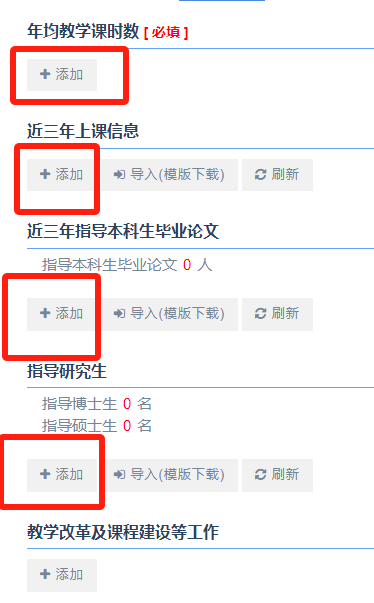 年均教学课时数 [ 必填 ]
添加
近三年上课信息
添加 导入(模版下载) 刷新
近三年指导本科生毕业论文
指导本科生毕业论文 0 人
添加 导入(模版下载) 刷新
指导研究生
指导博士生 0 名
指导硕士生 0 名
添加 导入(模版下载) 刷新
教学改革及课程建设等工作
添加